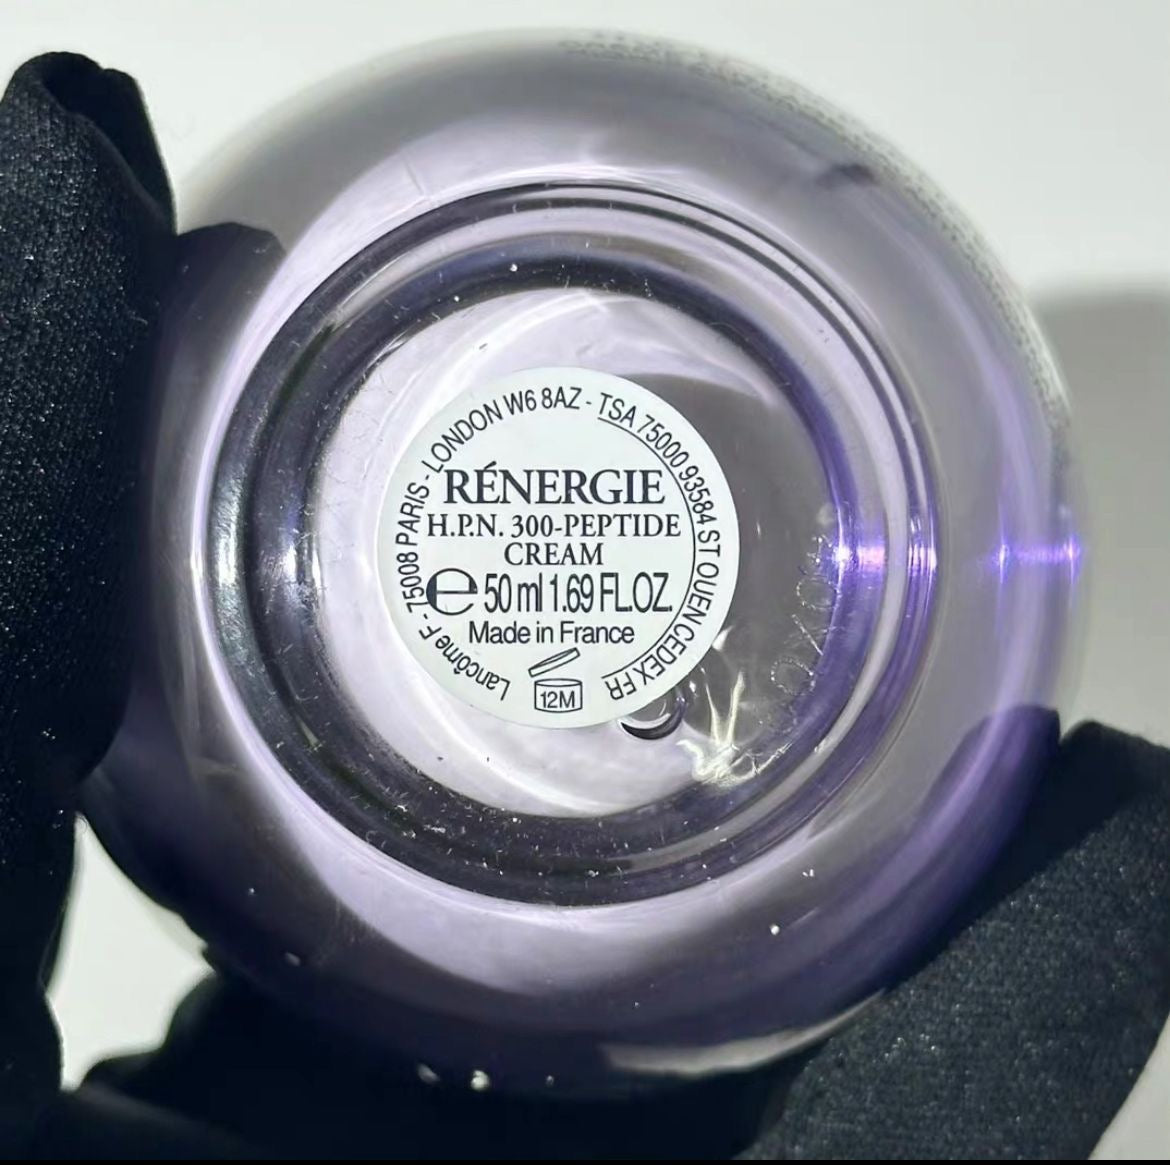 Lancôme F - 75008 PARIS - LONDON W6 8AZ - TSA 75000 93584 ST OUEN CEDEX FR
RÉNERGIE
H.P.N. 300-PEPTIDE
CREAM
℮ 50 ml 1.69 FL.OZ.
Made in France
12M